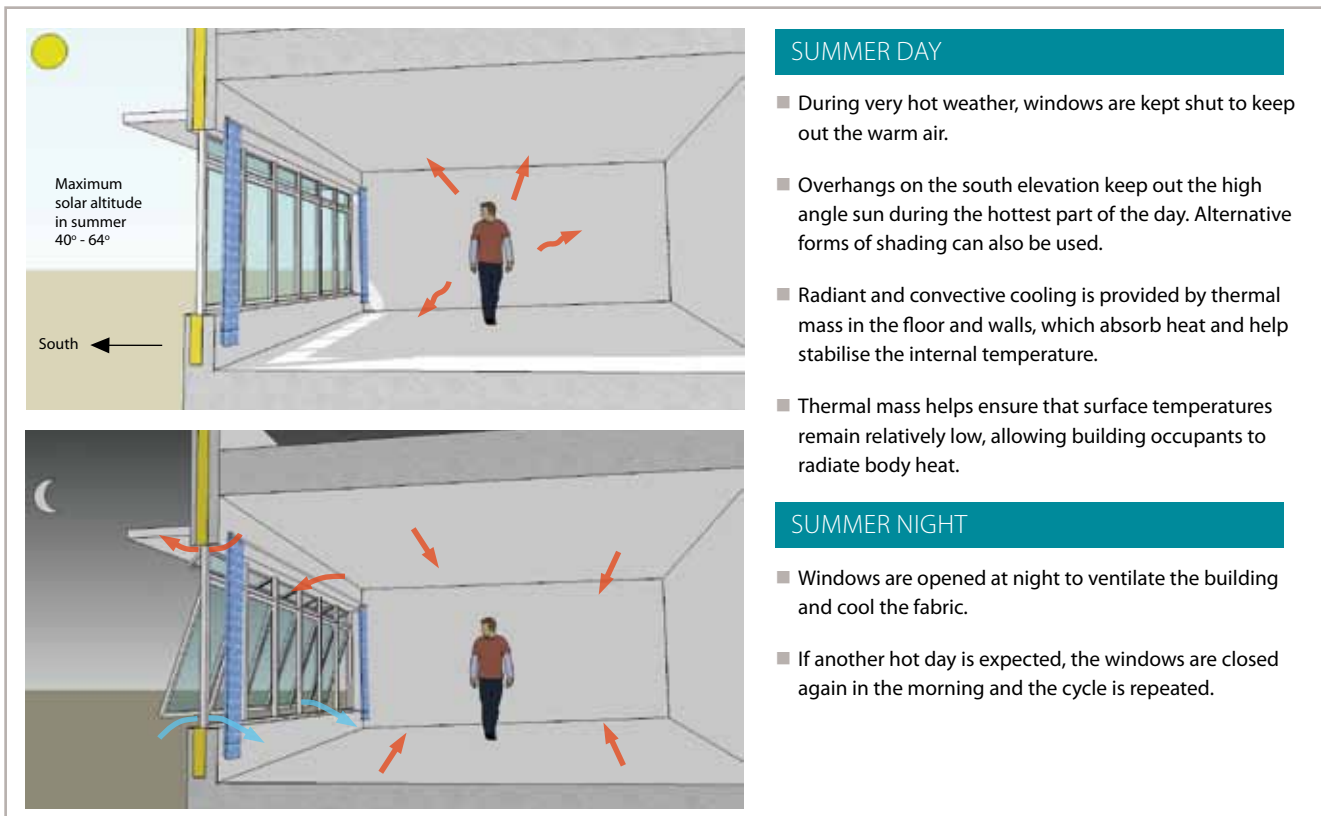 Maximum
solar altitude
in summer
40° - 64°
South
SUMMER DAY
During very hot weather, windows are kept shut to keep
out the warm air.
Overhangs on the south elevation keep out the high
angle sun during the hottest part of the day. Alternative
forms of shading can also be used.
Radiant and convective cooling is provided by thermal
mass in the floor and walls, which absorb heat and help
stabilise the internal temperature.
Thermal mass helps ensure that surface temperatures
remain relatively low, allowing building occupants to
radiate body heat.
SUMMER NIGHT
Windows are opened at night to ventilate the building
and cool the fabric.
If another hot day is expected, the windows are closed
again in the morning and the cycle is repeated.